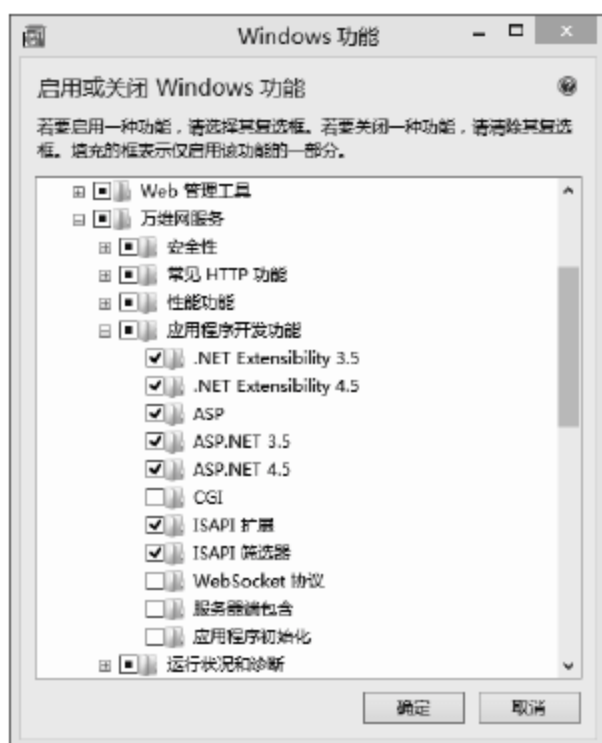 Windows 功能
启用或关闭 Windows 功能
若要启用一种功能，请选择其复选框。若要关闭一种功能，请清除其复选
框。填充的框表示仅启用该功能的一部分。
Web 管理工具
万维网服务
安全性
常见 HTTP 功能
性能功能
应用程序开发功能
.NET Extensibility 3.5
.NET Extensibility 4.5
ASP
ASP.NET 3.5
ASP.NET 4.5
CGI
ISAPI 扩展
ISAPI 筛选器
WebSocket 协议
服务器端包含
应用程序初始化
运行状况和诊断
确定
取消